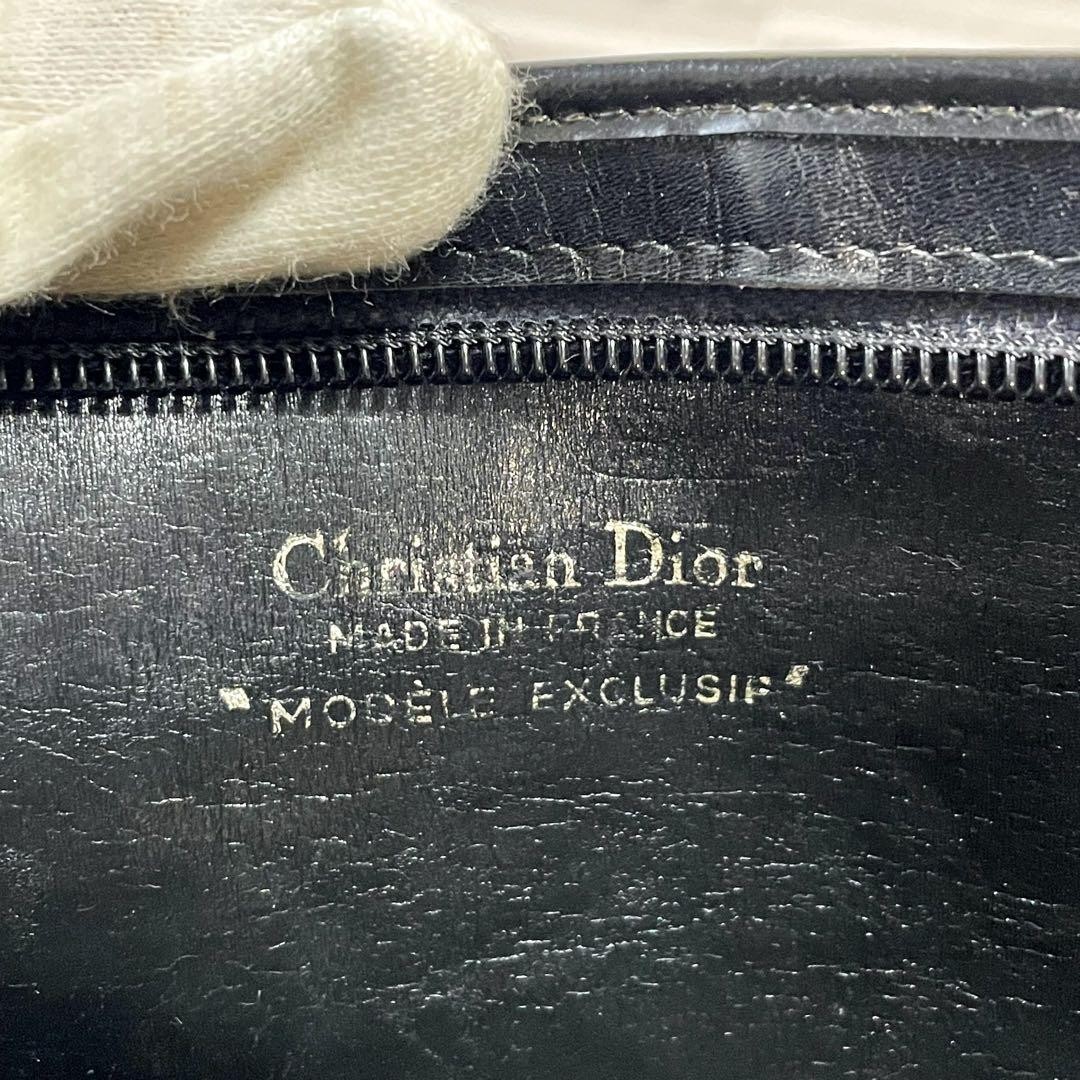 Christian Dior
MADE IN FRANCE
"MODÈLE EXCLUSIF"